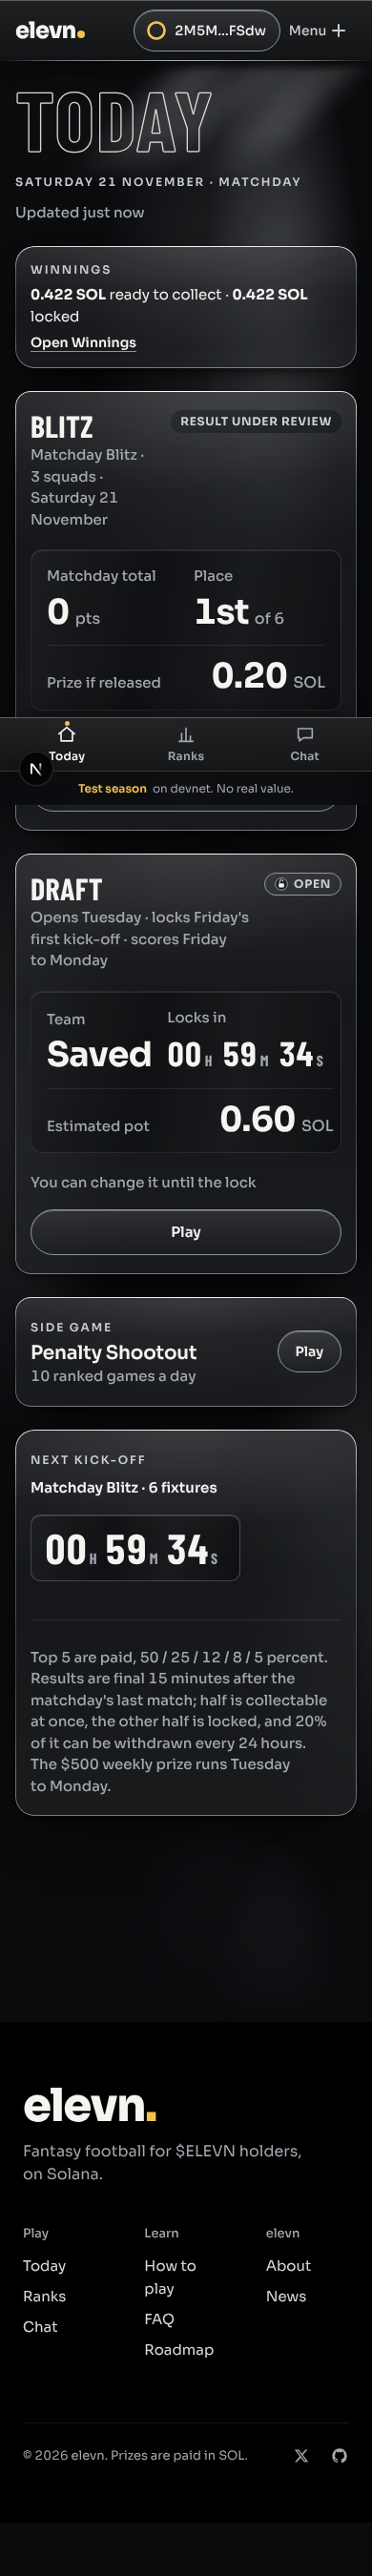 elevn.
2M5M...FSdw
Menu
TODAY
SATURDAY 21 NOVEMBER · MATCHDAY
Updated just now
WINNINGS
0.422 SOL ready to collect · 0.422 SOL
locked
Open Winnings
BLITZ
RESULT UNDER REVIEW
Matchday Blitz ·
3 squads ·
Saturday 21
November
Matchday total
Place
0 pts
1st of 6
Prize if released
0.20 SOL
Today
Ranks
Chat
N
Test season on devnet. No real value.
DRAFT
OPEN
Opens Tuesday · locks Friday's
first kick-off · scores Friday
to Monday
Team
Locks in
Saved
00 H 59 M 34 S
Estimated pot
0.60 SOL
You can change it until the lock
Play
SIDE GAME
Penalty Shootout
10 ranked games a day
Play
NEXT KICK-OFF
Matchday Blitz · 6 fixtures
00 H 59 M 34 S
Top 5 are paid, 50 / 25 / 12 / 8 / 5 percent.
Results are final 15 minutes after the
matchday's last match; half is collectable
at once, the other half is locked, and 20%
of it can be withdrawn every 24 hours.
The $500 weekly prize runs Tuesday
to Monday.
elevn.
Fantasy football for $ELEVN holders,
on Solana.
Play
Today
Ranks
Chat
Learn
How to
play
FAQ
Roadmap
elevn
About
News
© 2026 elevn. Prizes are paid in SOL.